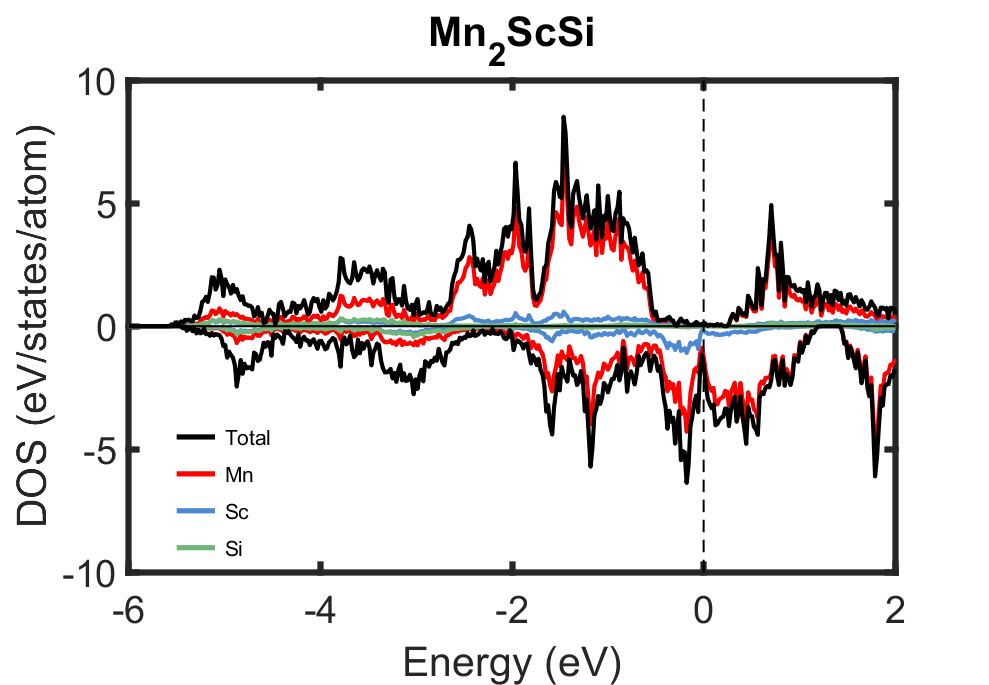 Mn₂ScSi
10
5
0
-5
-10
DOS (eV/states/atom)
Total
Mn
Sc
Si
-6 -4 -2 0 2
Energy (eV)